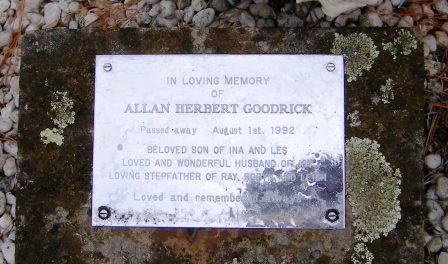 IN LOVING MEMORY
OF
ALLAN HERBERT GOODRICK
Passed away August 1st. 1992
BELOVED SON OF INA AND LES
LOVED AND WONDERFUL HUSBAND OF
LOVING STEPFATHER OF RAY,
Loved and remembered